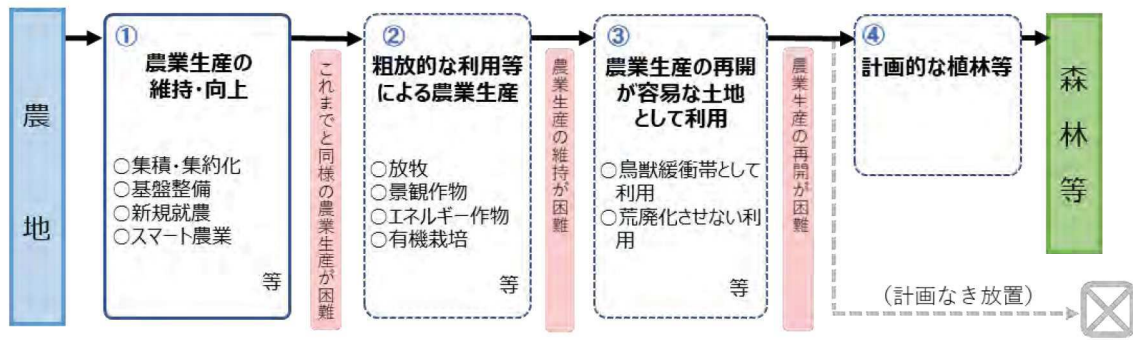 農地
①
農業生産の
維持・向上
○集積・集約化
○基盤整備
○新規就農
○スマート農業
等
これまでと同様の農業生産が困難
②
粗放的な利用等
による農業生産
○放牧
○景観作物
○エネルギー作物
○有機栽培
等
農業生産の維持が困難
③
農業生産の再開
が容易な土地
として利用
○鳥獣緩衝帯として
利用
○荒廃化させない利
用
等
農業生産の再開が困難
④
計画的な植林等
森林等
(計画なき放置)